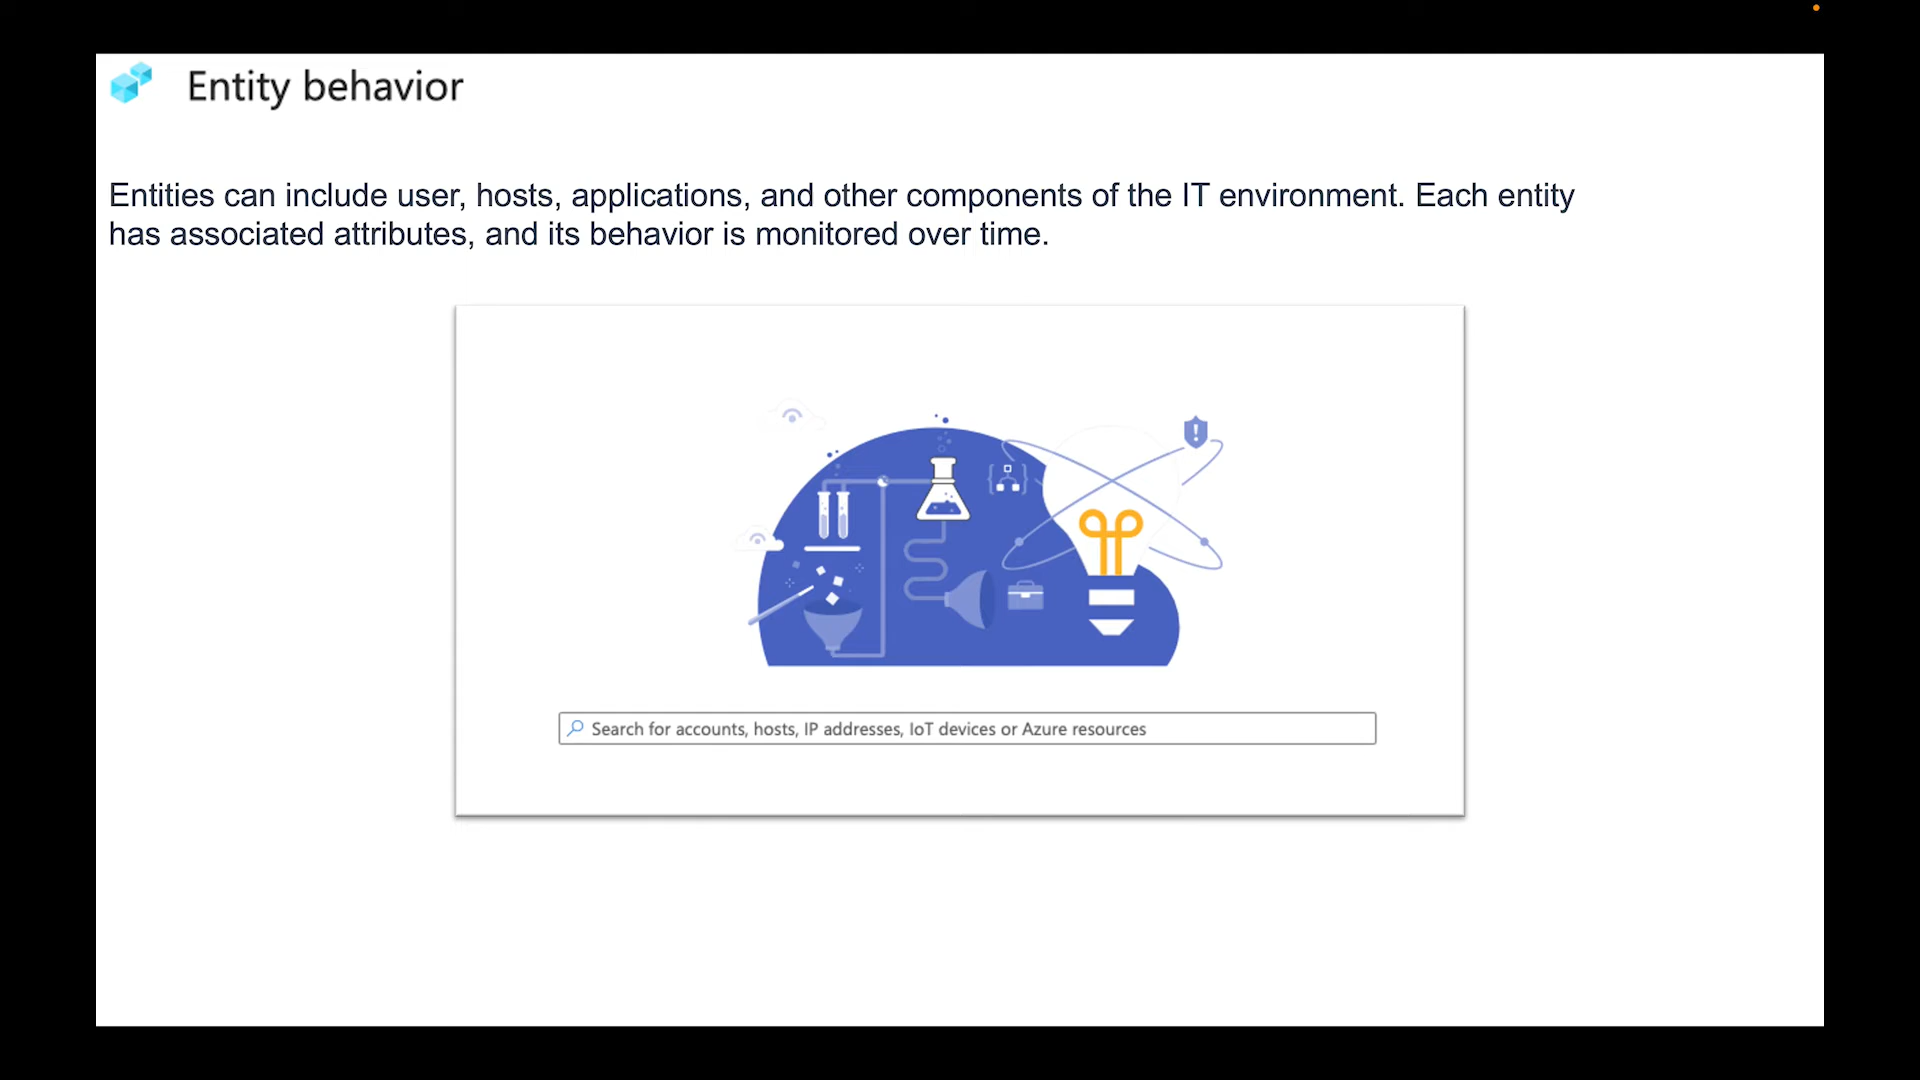 Entity behavior
Entities can include user, hosts, applications, and other components of the IT environment. Each entity
has associated attributes, and its behavior is monitored over time.
Search for accounts, hosts, IP addresses, IoT devices or Azure resources